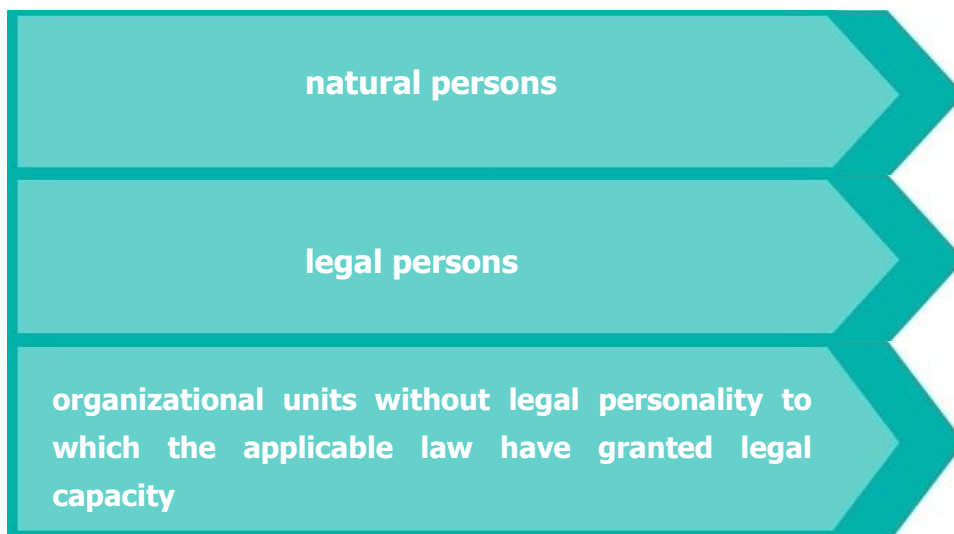 natural persons
legal persons
organizational units without legal personality to
which the applicable law have granted legal
capacity